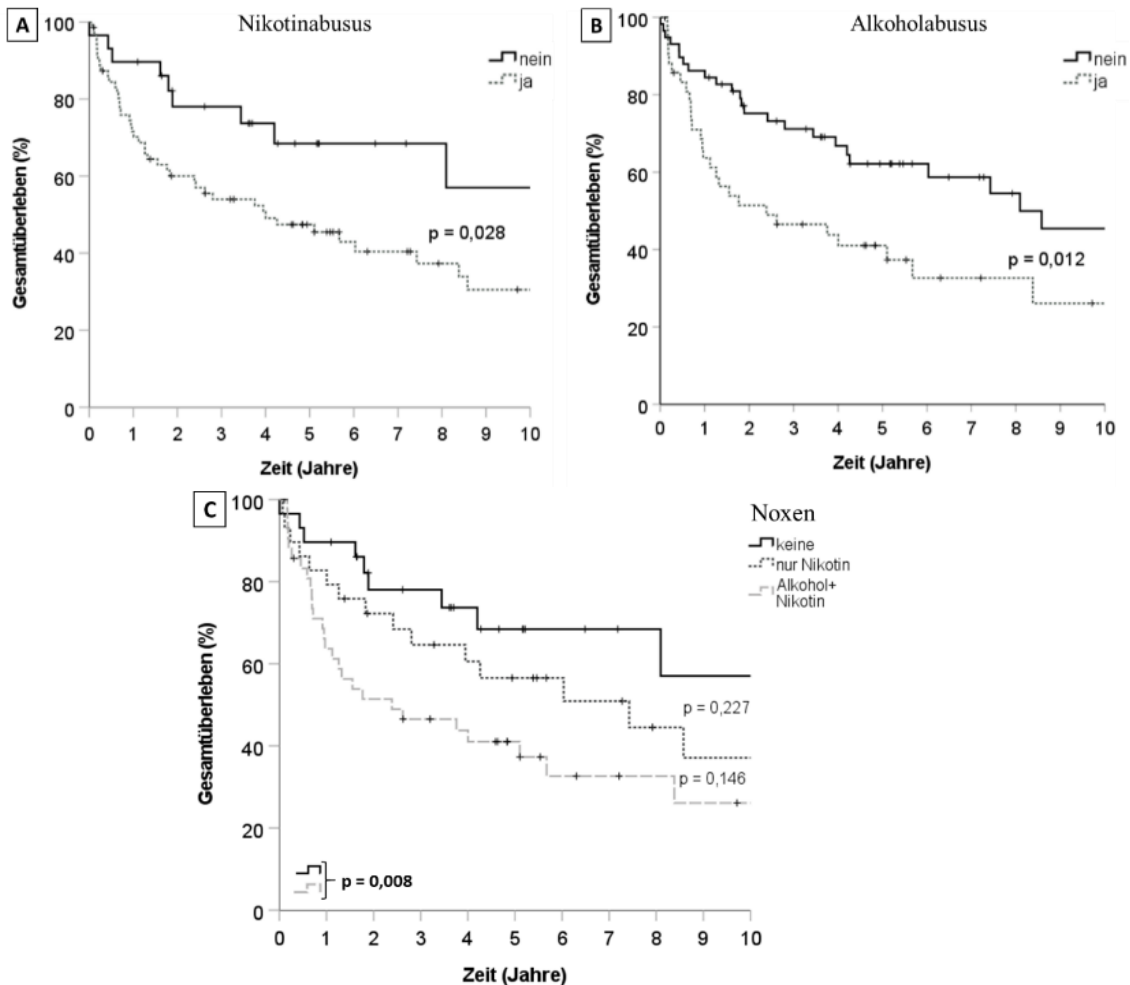 A
Nikotinabusus
nein
ja
Gesamtüberleben (%)
100
80
60
40
20
0
p = 0,028
0 1 2 3 4 5 6 7 8 9 10
Zeit (Jahre)
B
Alkoholabusus
nein
ja
Gesamtüberleben (%)
100
80
60
40
20
0
p = 0,012
0 1 2 3 4 5 6 7 8 9 10
Zeit (Jahre)
C
Noxen
keine
nur Nikotin
Alkohol+
Nikotin
Gesamtüberleben (%)
100
80
60
40
20
0
p = 0,227
p = 0,146
p = 0,008
0 1 2 3 4 5 6 7 8 9 10
Zeit (Jahre)